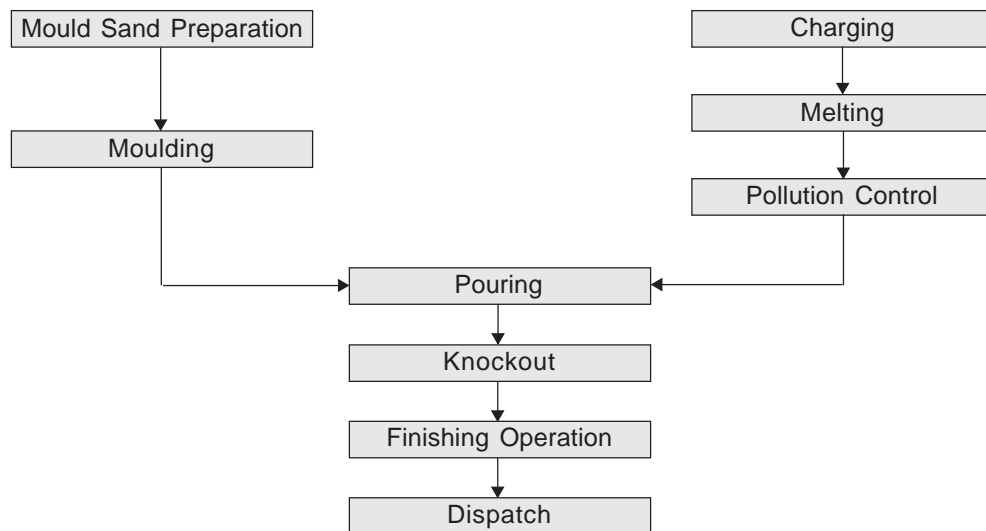 Mould Sand Preparation
Charging
Melting
Moulding
Pollution Control
Pouring
Knockout
Finishing Operation
Dispatch